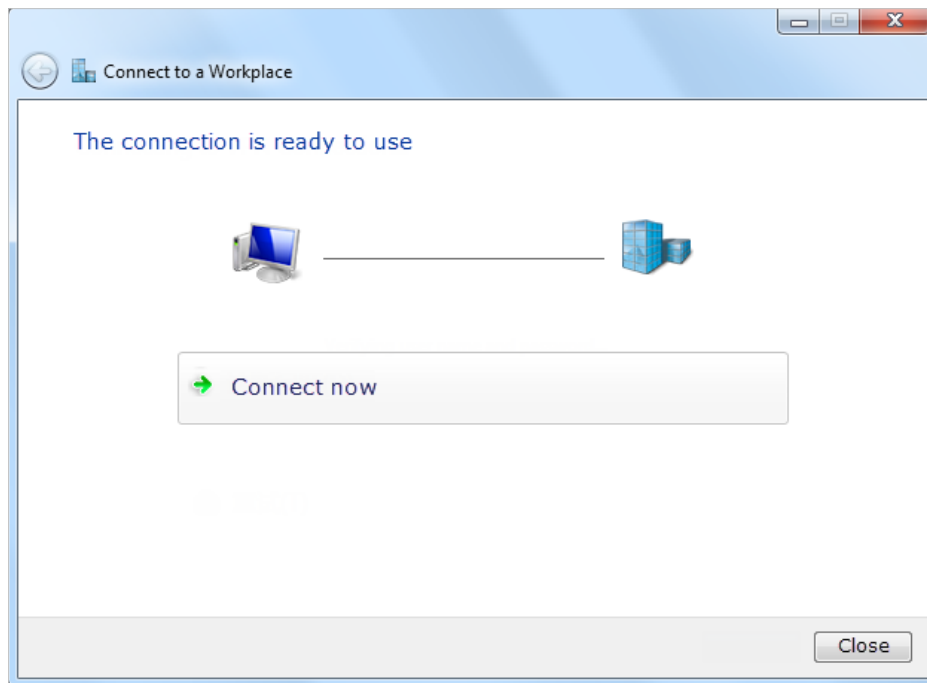 Connect to a Workplace
The connection is ready to use
Connect now
Close